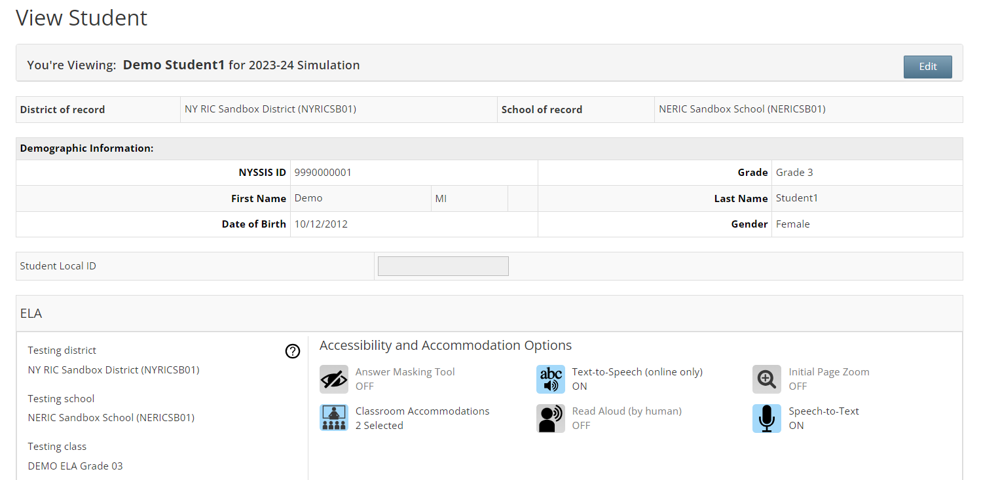 View Student
You're Viewing: Demo Student1 for 2023-24 Simulation
Edit
District of record NY RIC Sandbox District (NYRICSB01) School of record NERIC Sandbox School (NERICSB01)
Demographic Information:
NYSSIS ID 9990000001 Grade Grade 3
First Name Demo MI Last Name Student1
Date of Birth 10/12/2012 Gender Female
Student Local ID
ELA
Testing district
?
NY RIC Sandbox District (NYRICSB01)
Testing school
NERIC Sandbox School (NERICSB01)
Testing class
DEMO ELA Grade 03
Accessibility and Accommodation Options
Answer Masking Tool
OFF
abc
Text-to-Speech (online only)
ON
Initial Page Zoom
OFF
Classroom Accommodations
2 Selected
Read Aloud (by human)
OFF
Speech-to-Text
ON